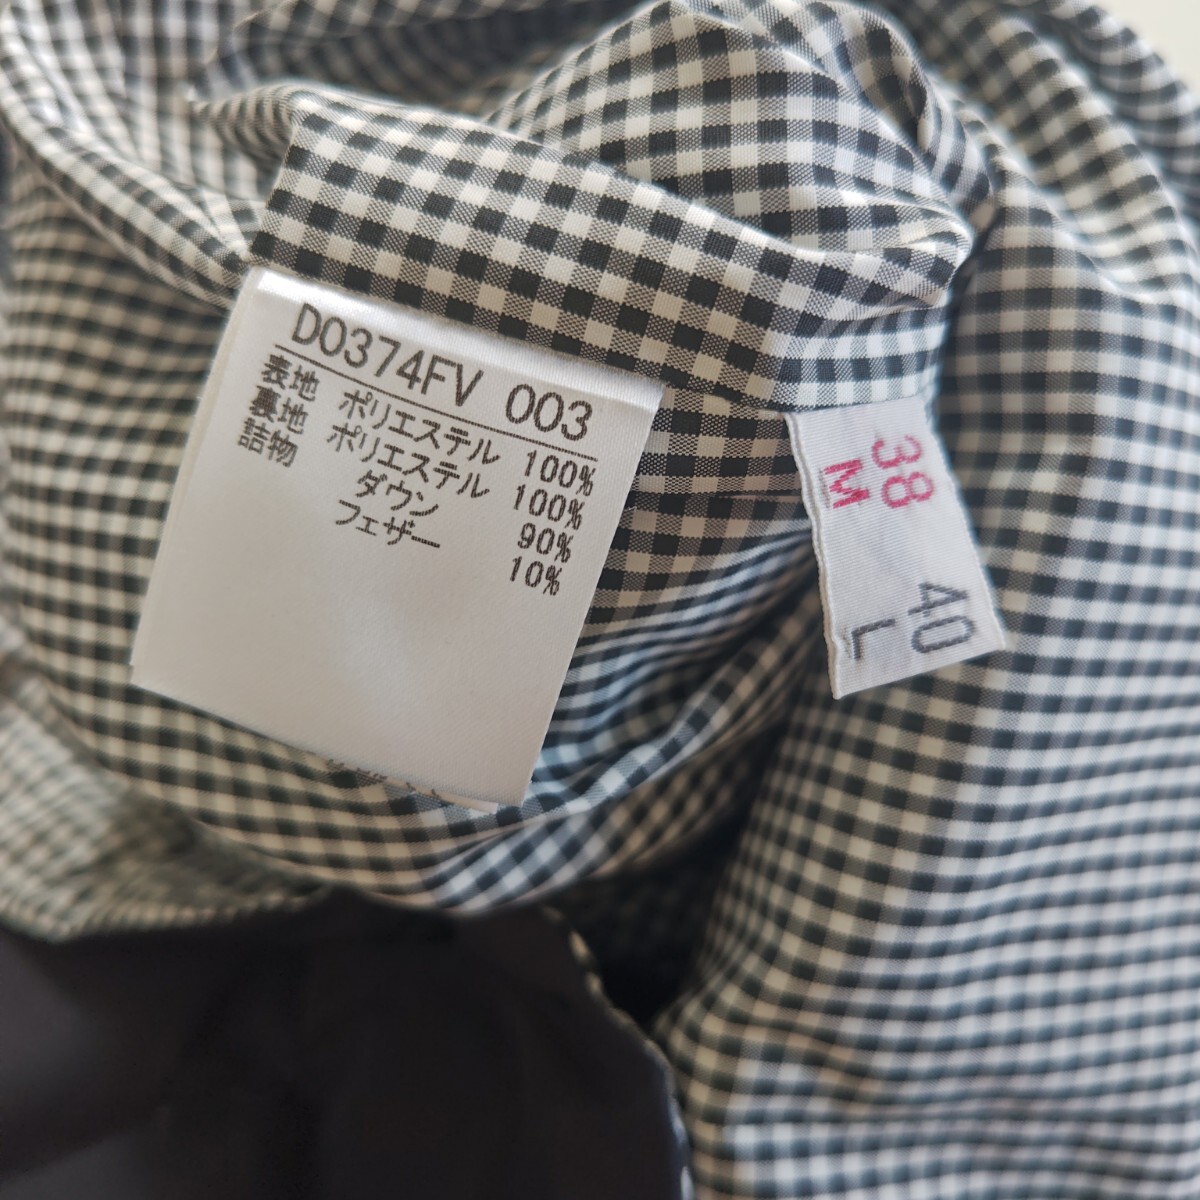 D0374FV 003
表地 ポリエステル 100%
裏地 ポリエステル 100%
詰物 ダウン 90%
フェザー 10%
38 40
M L